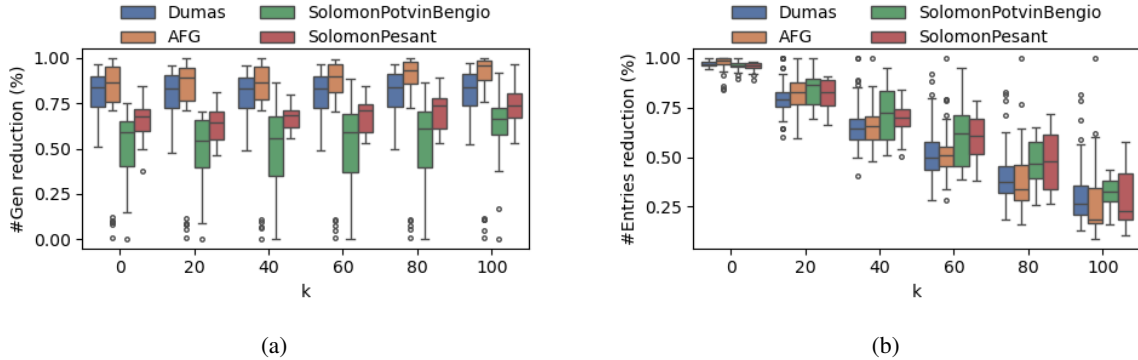 Dumas
AFG
SolomonPotvinBengio
SolomonPesant
#Gen reduction (%)
1.00
0.75
0.50
0.25
0.00
0 20 40 60 80 100
k
(a)
Dumas
AFG
SolomonPotvinBengio
SolomonPesant
#Entries reduction (%)
1.00
0.75
0.50
0.25
0 20 40 60 80 100
k
(b)